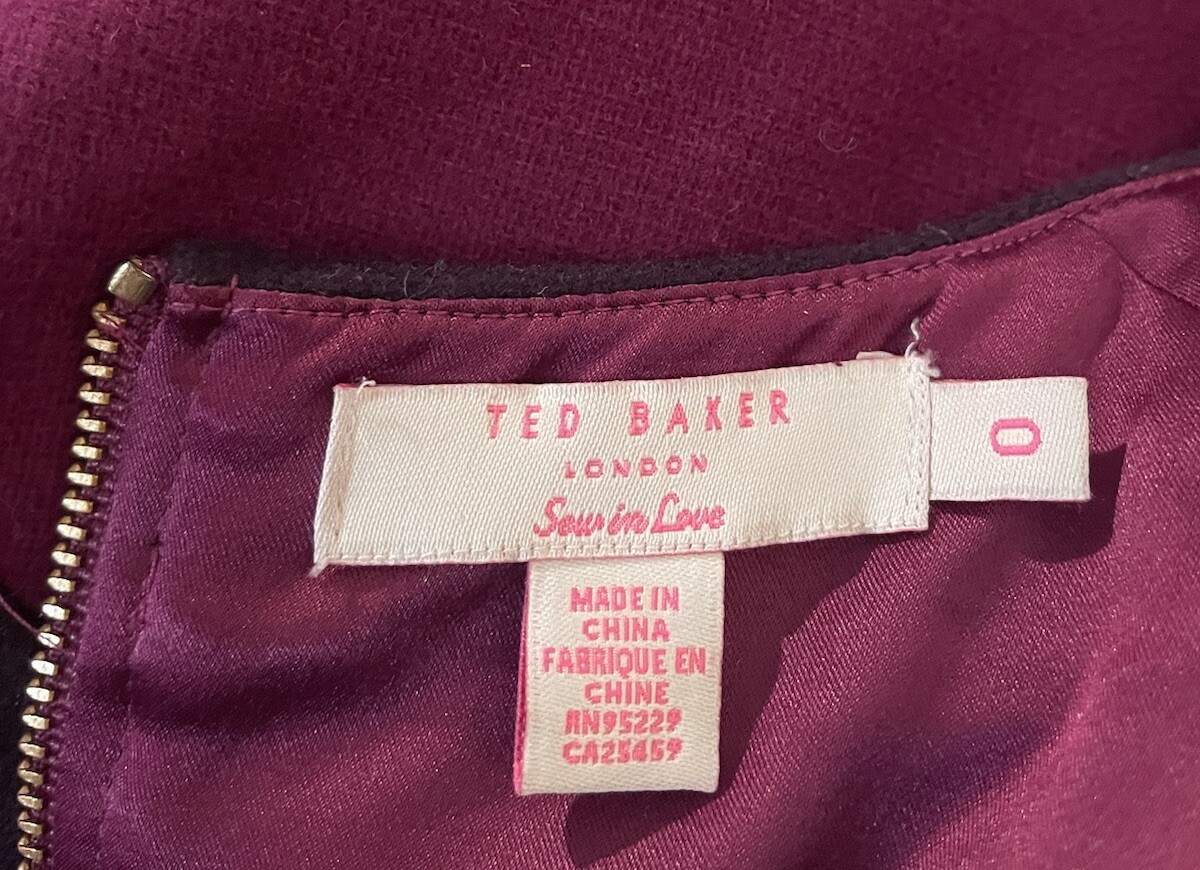 TED BAKER
LONDON
Sew in Love
0
MADE IN
CHINA
FABRIQUE EN
CHINE
RN95229
CA25459